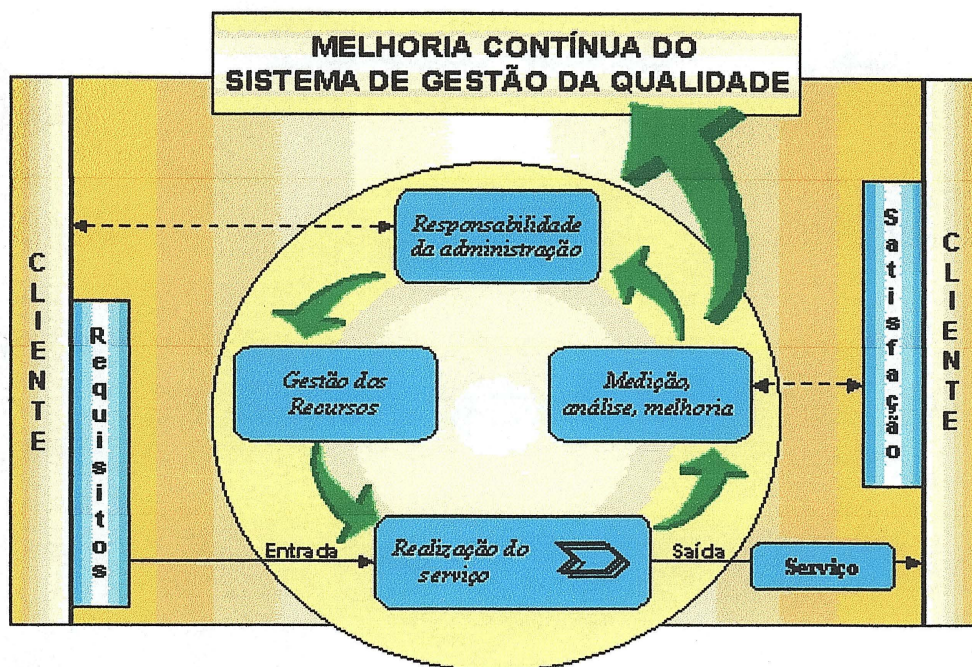 MELHORIA CONTÍNUA DO
SISTEMA DE GESTÃO DA QUALIDADE
CLIENTE
Requisitos
Responsabilidade
da administração
Gestão dos
Recursos
Medição,
análise, melhoria
Entrada
Realização do
serviço
Saída
Serviço
Satisfação
CLIENTE